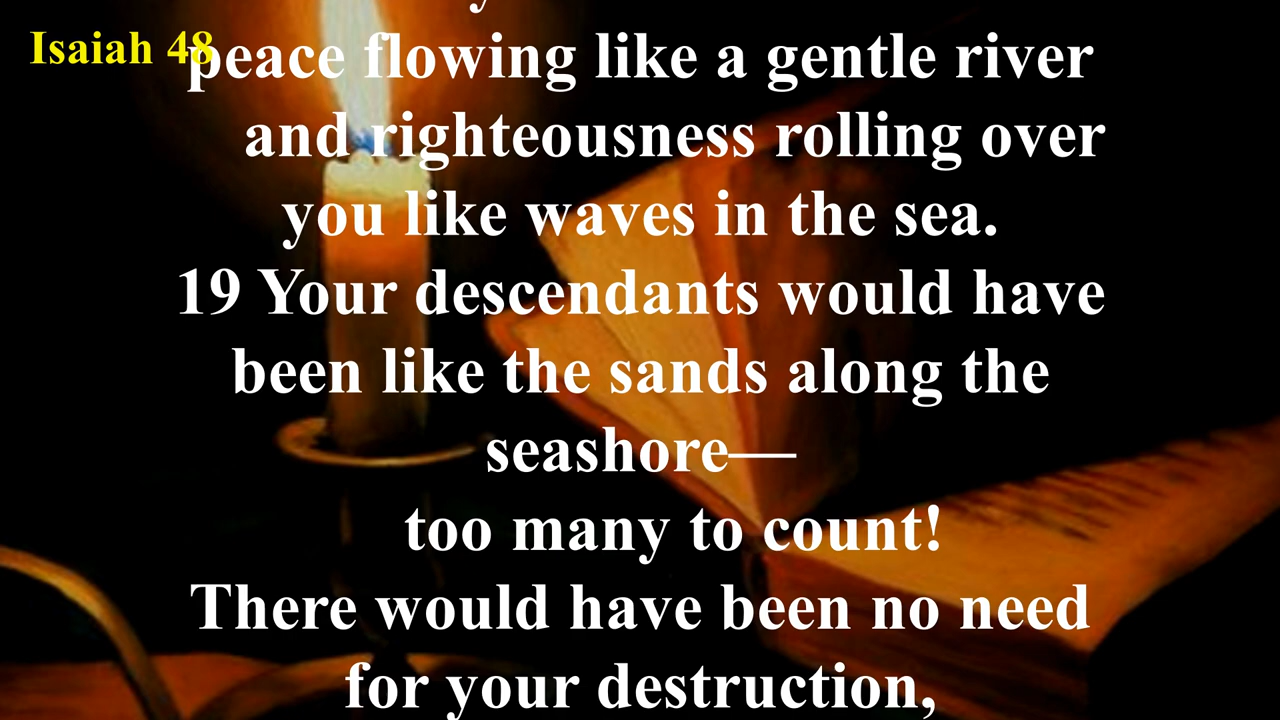 Isaiah 48
peace flowing like a gentle river
and righteousness rolling over
you like waves in the sea.
19 Your descendants would have
been like the sands along the
seashore—
too many to count!
There would have been no need
for your destruction,